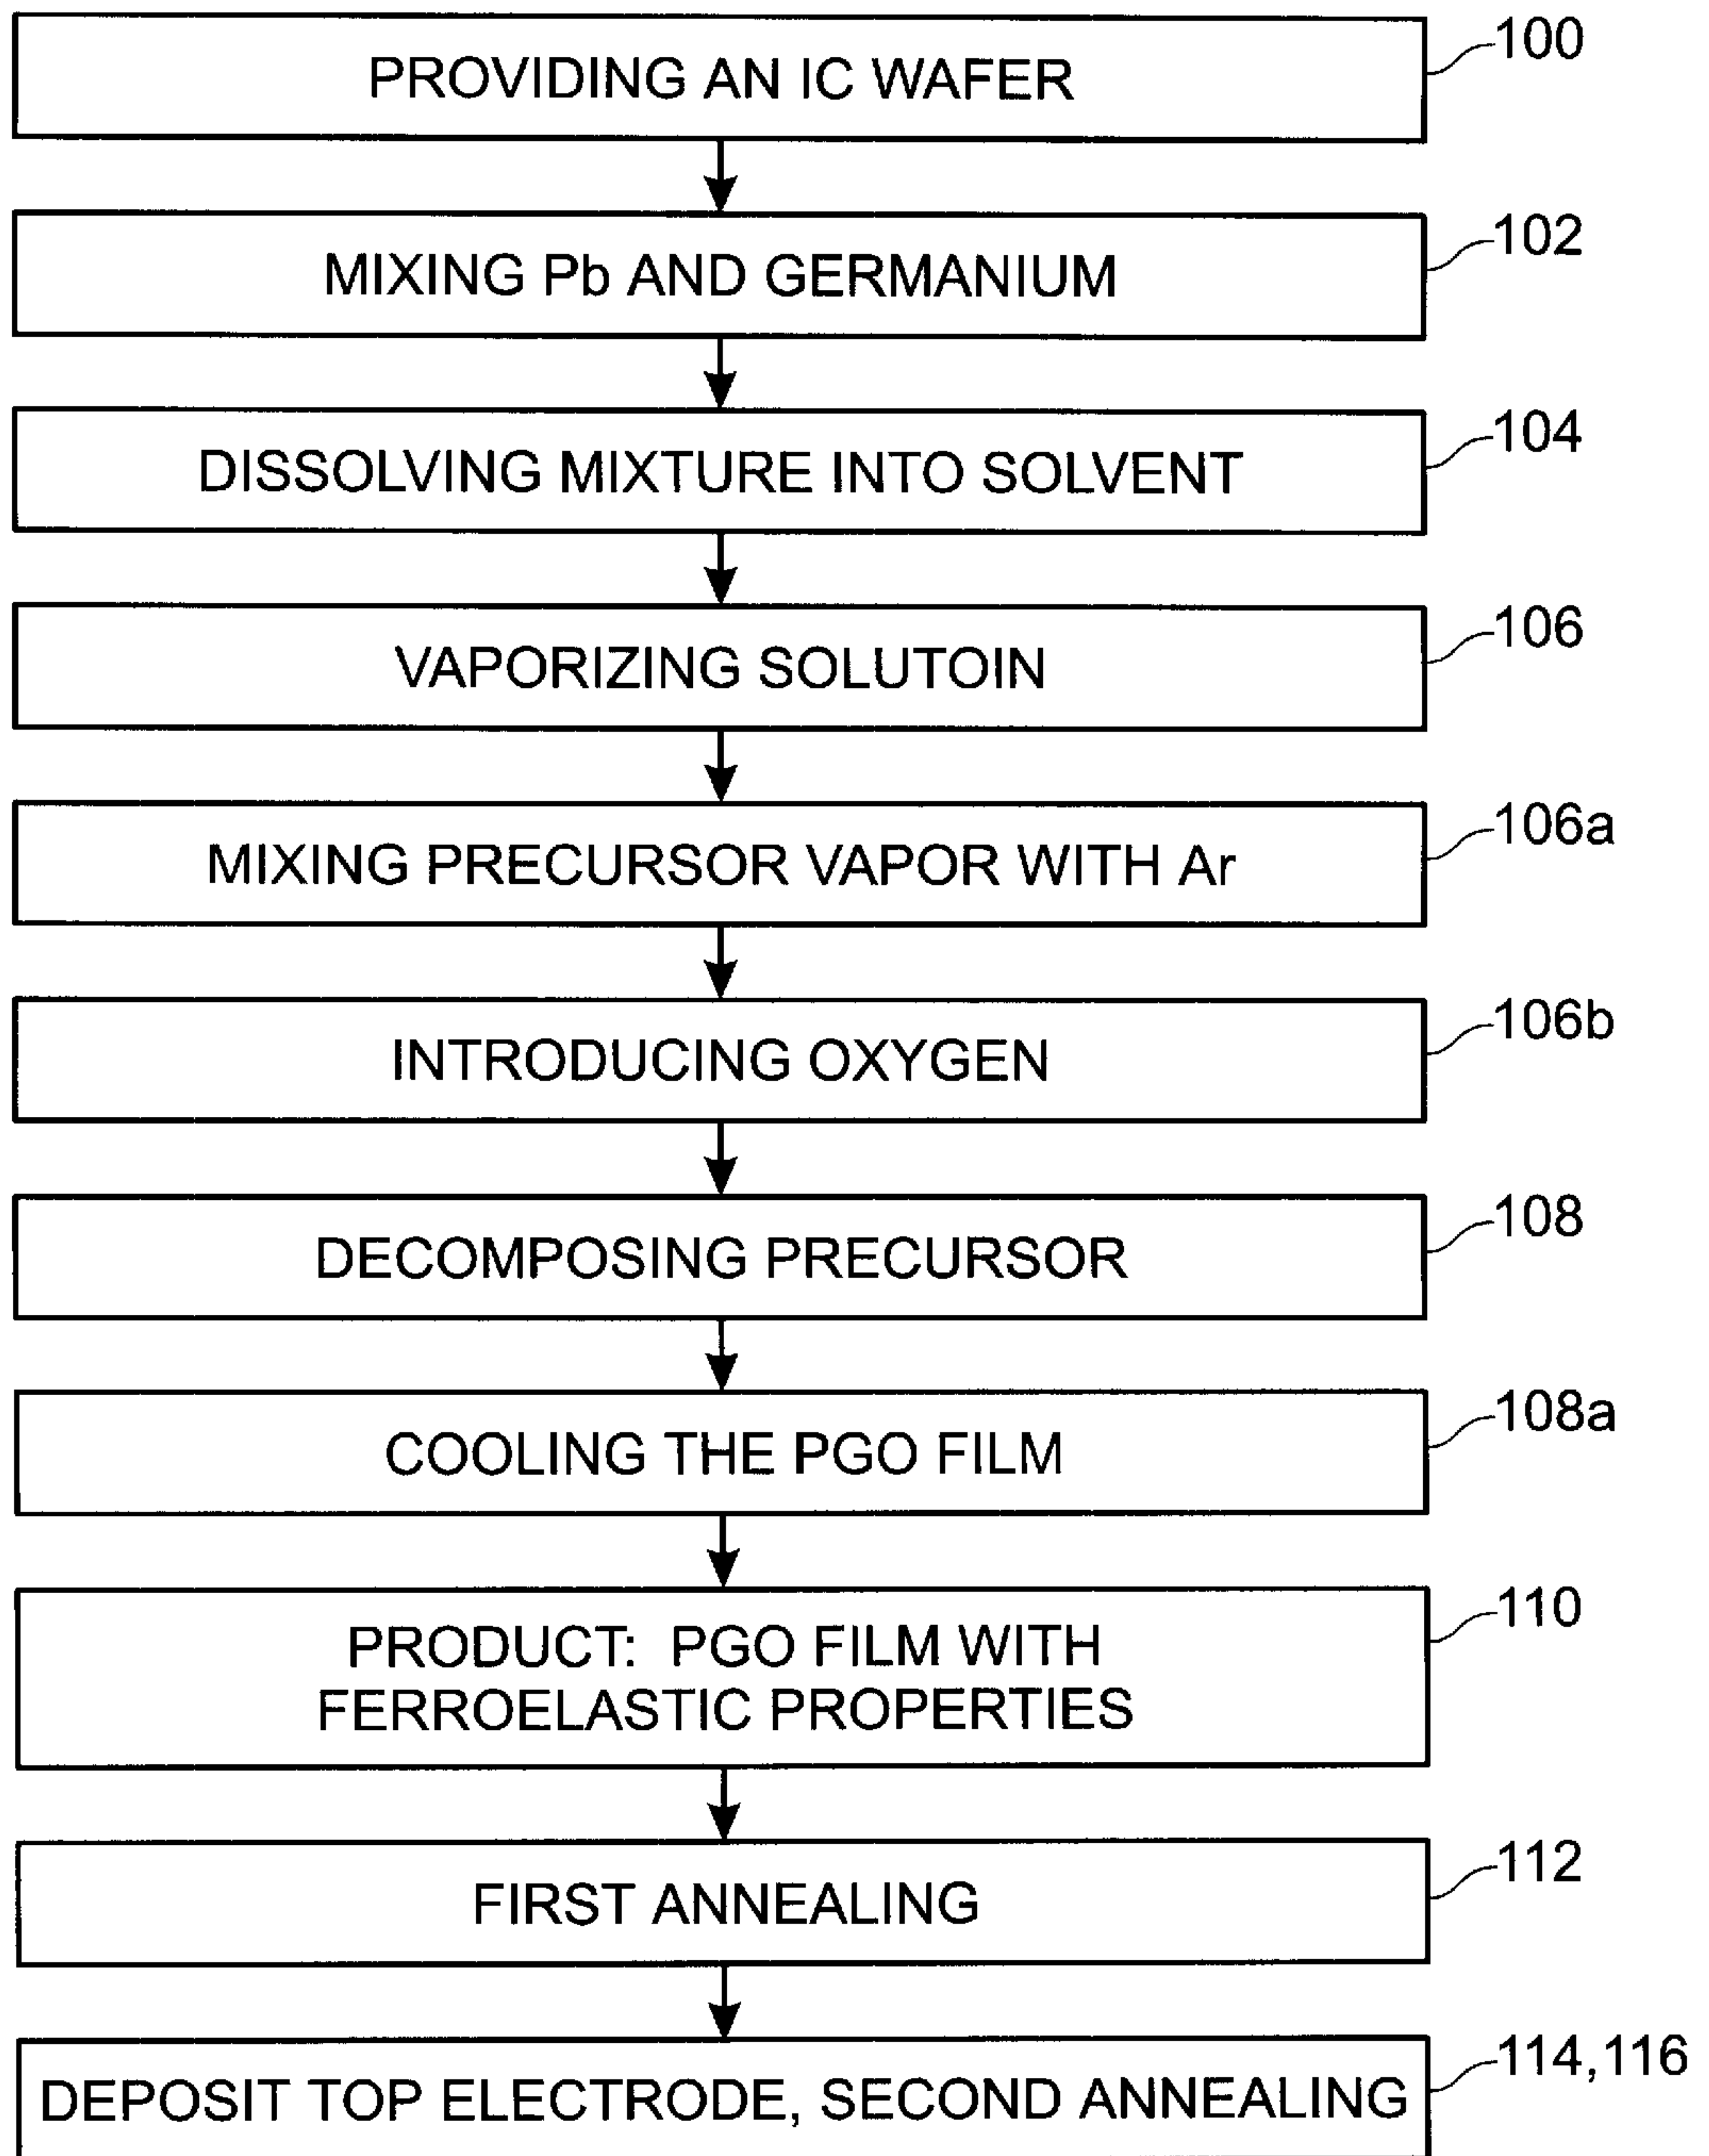 PROVIDING AN IC WAFER
100
MIXING Pb AND GERMANIUM
102
DISSOLVING MIXTURE INTO SOLVENT
104
VAPORIZING SOLUTOIN
106
MIXING PRECURSOR VAPOR WITH Ar
106a
INTRODUCING OXYGEN
106b
DECOMPOSING PRECURSOR
108
COOLING THE PGO FILM
108a
PRODUCT: PGO FILM WITH
FERROELASTIC PROPERTIES
110
FIRST ANNEALING
112
DEPOSIT TOP ELECTRODE, SECOND ANNEALING
114,116